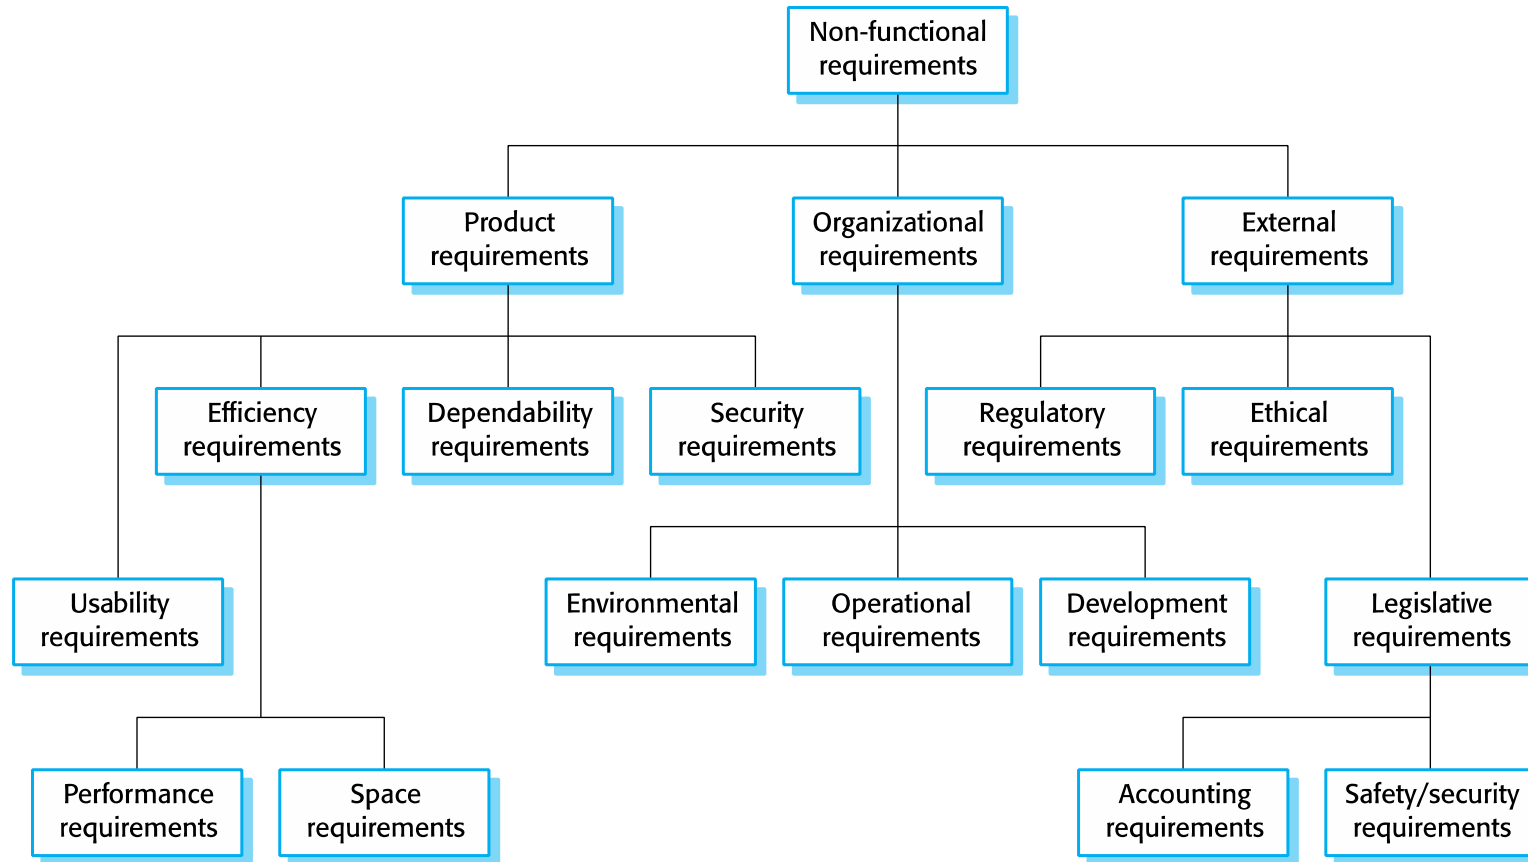 Non-functional
requirements
Product
requirements
Organizational
requirements
External
requirements
Efficiency
requirements
Dependability
requirements
Security
requirements
Regulatory
requirements
Ethical
requirements
Usability
requirements
Environmental
requirements
Operational
requirements
Development
requirements
Legislative
requirements
Performance
requirements
Space
requirements
Accounting
requirements
Safety/security
requirements